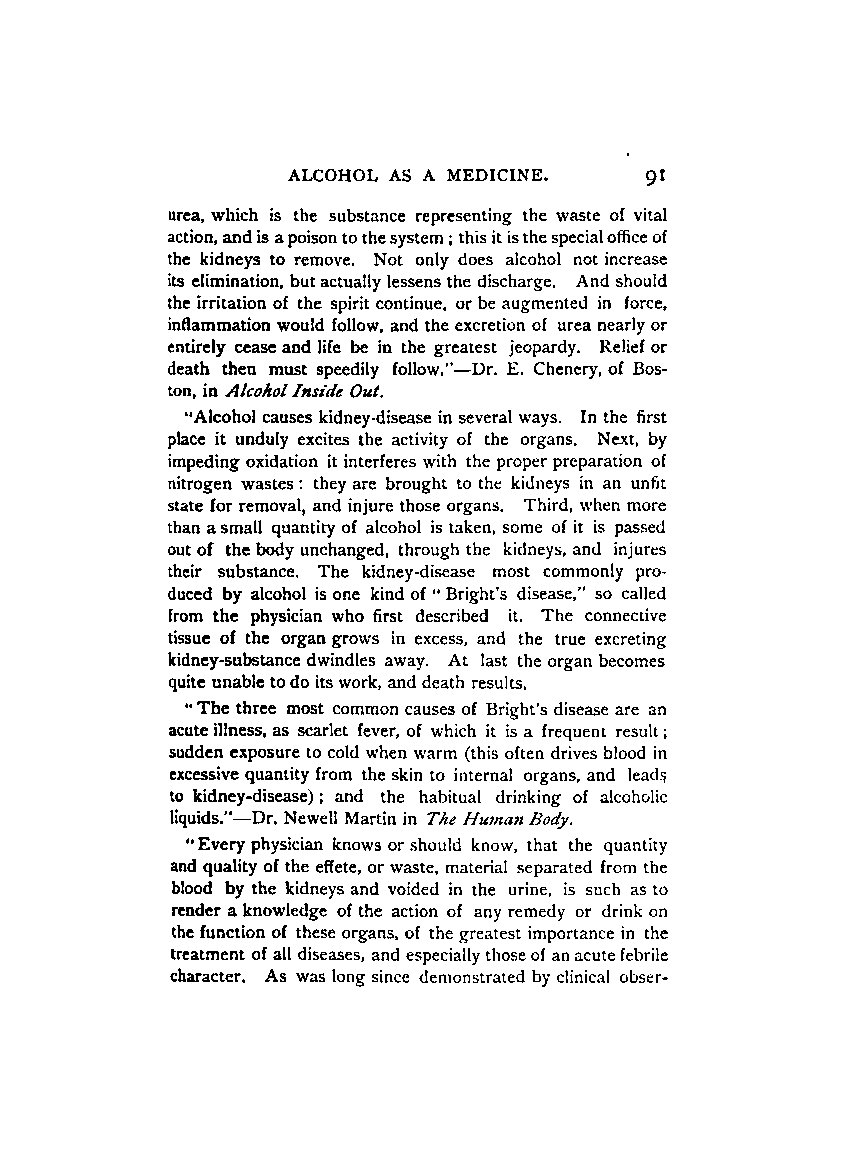 ALCOHOL AS A MEDICINE. 91
urea, which is the substance representing the waste of vital
action, and is a poison to the system ; this it is the special office of
the kidneys to remove. Not only does alcohol not increase
its elimination, but actually lessens the discharge. And should
the irritation of the spirit continue, or be augmented in force,
inflammation would follow, and the excretion of urea nearly or
entirely cease and life be in the greatest jeopardy. Relief or
death then must speedily follow."—Dr. E. Chenery, of Bos-
ton, in Alcohol Inside Out.
"Alcohol causes kidney-disease in several ways. In the first
place it unduly excites the activity of the organs. Next, by
impeding oxidation it interferes with the proper preparation of
nitrogen wastes : they are brought to the kidneys in an unfit
state for removal, and injure those organs. Third, when more
than a small quantity of alcohol is taken, some of it is passed
out of the body unchanged, through the kidneys, and injures
their substance. The kidney-disease most commonly pro-
duced by alcohol is one kind of " Bright's disease," so called
from the physician who first described it. The connective
tissue of the organ grows in excess, and the true excreting
kidney-substance dwindles away. At last the organ becomes
quite unable to do its work, and death results.
" The three most common causes of Bright's disease are an
acute illness, as scarlet fever, of which it is a frequent result ;
sudden exposure to cold when warm (this often drives blood in
excessive quantity from the skin to internal organs, and leads
to kidney-disease) ; and the habitual drinking of alcoholic
liquids."—Dr. Newell Martin in The Human Body.
"Every physician knows or should know, that the quantity
and quality of the effete, or waste, material separated from the
blood by the kidneys and voided in the urine, is such as to
render a knowledge of the action of any remedy or drink on
the function of these organs, of the greatest importance in the
treatment of all diseases, and especially those of an acute febrile
character. As was long since demonstrated by clinical obser-